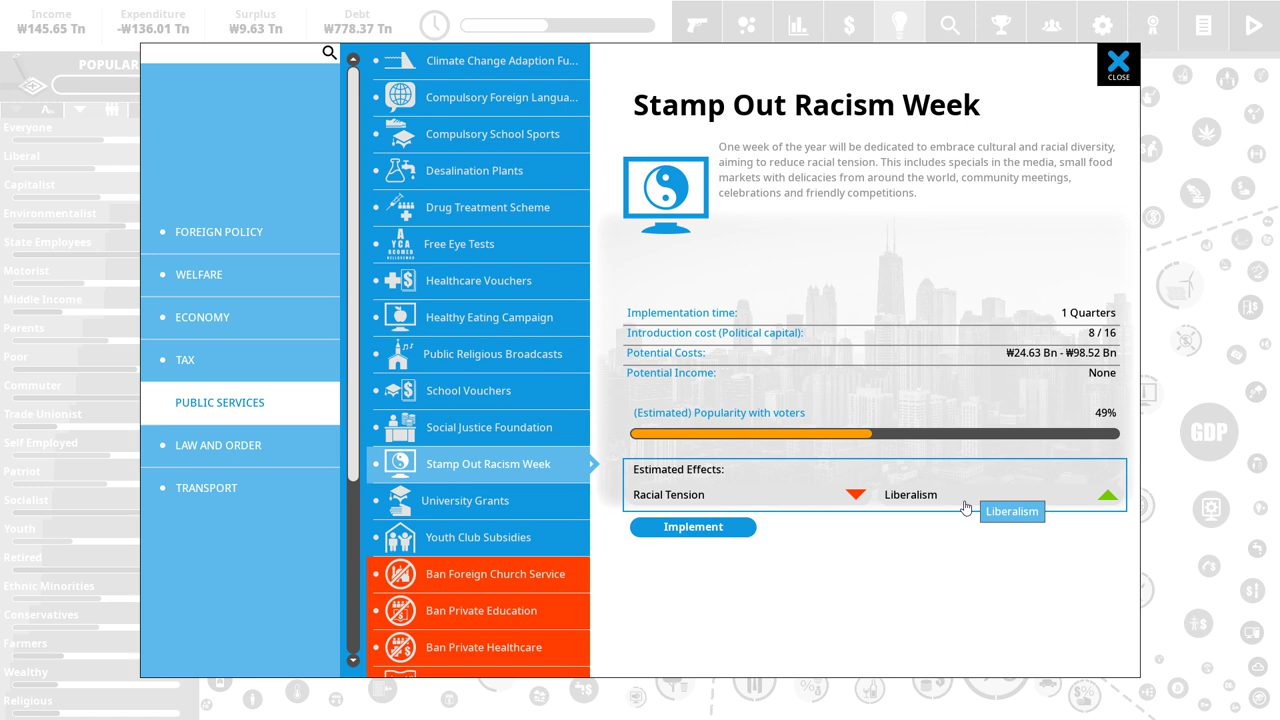 Income
Expenditure
Surplus
Debt
₩145.65 Tn
-₩136.01 Tn
₩9.63 Tn
₩778.37 Tn
POPULAR
Everyone
Liberal
Capitalist
Environmentalist
State Employees
Motorist
Middle Income
Parents
Poor
Commuter
Trade Unionist
Self Employed
Patriot
Socialist
Youth
Retired
Ethnic Minorities
Conservatives
Farmers
Wealthy
Religious
FOREIGN POLICY
WELFARE
ECONOMY
TAX
PUBLIC SERVICES
LAW AND ORDER
TRANSPORT
Climate Change Adaption Fu...
Compulsory Foreign Langua...
Compulsory School Sports
Desalination Plants
Drug Treatment Scheme
Free Eye Tests
Healthcare Vouchers
Healthy Eating Campaign
Public Religious Broadcasts
School Vouchers
Social Justice Foundation
Stamp Out Racism Week
University Grants
Youth Club Subsidies
Ban Foreign Church Service
Ban Private Education
Ban Private Healthcare
CLOSE
Stamp Out Racism Week
One week of the year will be dedicated to embrace cultural and racial diversity,
aiming to reduce racial tension. This includes specials in the media, small food
markets with delicacies from around the world, community meetings,
celebrations and friendly competitions.
Implementation time: 1 Quarters
Introduction cost (Political capital): 8 / 16
Potential Costs: ₩24.63 Bn - ₩98.52 Bn
Potential Income: None
(Estimated) Popularity with voters 49%
Estimated Effects:
Racial Tension
Liberalism
Liberalism
Implement
GDP